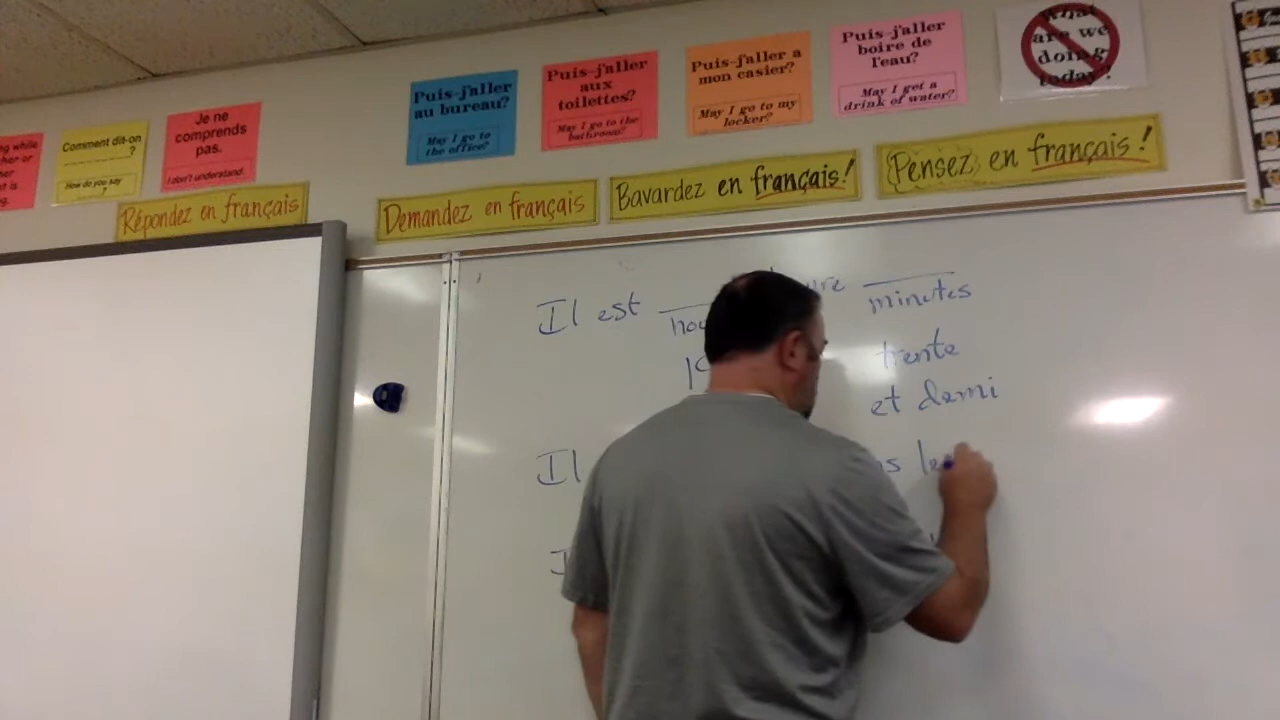 Comment dit-on
?
How do you say
?
Je ne
comprends
pas.
I don't understand.
Puis-j'aller
au bureau?
May I go to
the office?
Puis-j'aller
aux
toilettes?
May I go to the
bathroom?
Puis-j'aller a
mon casier?
May I go to my
locker?
Puis-j'aller
boire de
l'eau?
May I get a
drink of water?
What
are we
doing
today?
Répondez en français
Demandez en français
Bavardez en français!
Pensez en français!
Il est
minutes
trente
et demi
Il